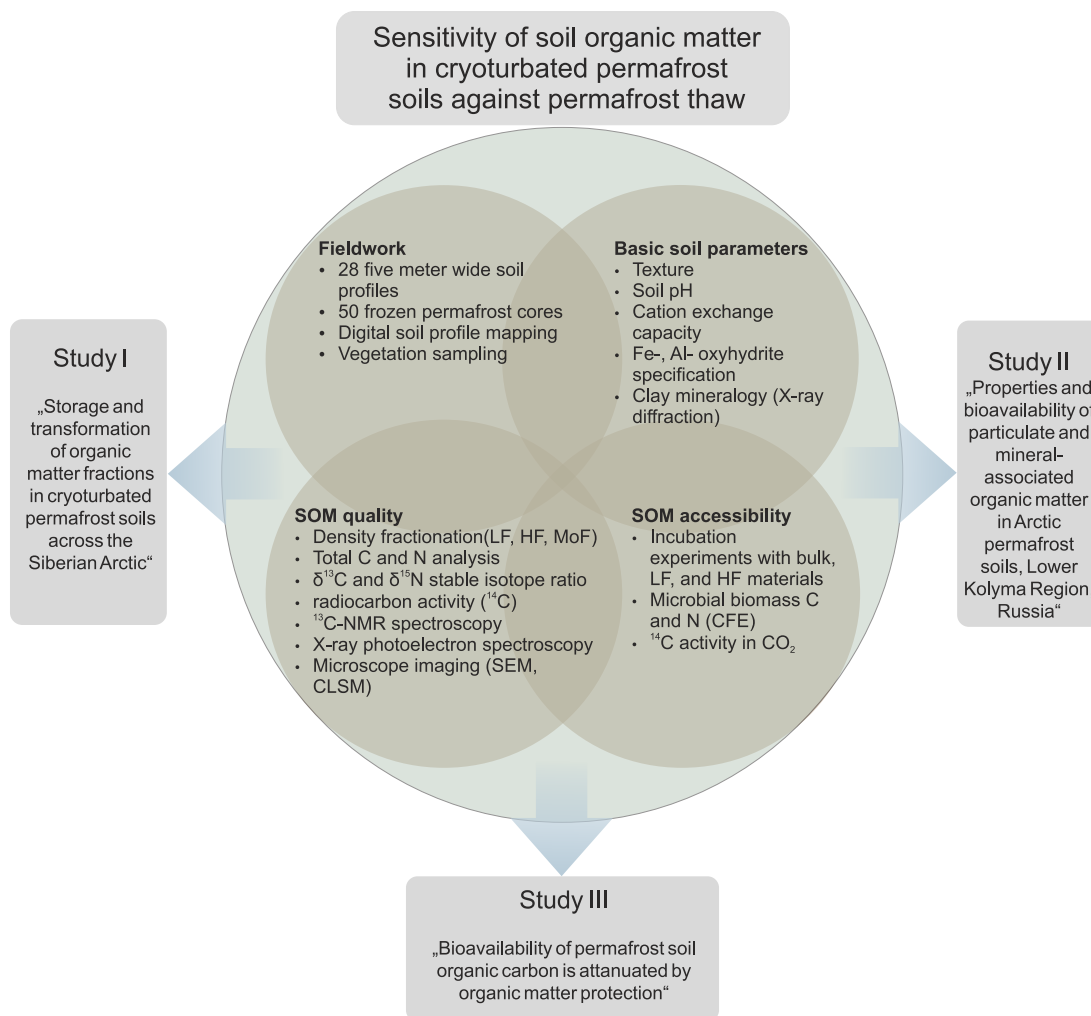 Sensitivity of soil organic matter
in cryoturbated permafrost
soils against permafrost thaw
Fieldwork
• 28 five meter wide soil
profiles
• 50 frozen permafrost cores
• Digital soil profile mapping
• Vegetation sampling
Basic soil parameters
• Texture
• Soil pH
• Cation exchange
capacity
• Fe-, Al- oxyhydrite
specification
• Clay mineralogy (X-ray
diffraction)
Study I
„Storage and
transformation
of organic
matter fractions
in cryoturbated
permafrost soils
across the
Siberian Arctic“
Study II
„Properties and
bioavailability of
particulate and
mineral-
associated
organic matter
in Arctic
permafrost
soils, Lower
Kolyma Region
Russia“
SOM quality
• Density fractionation(LF, HF, MoF)
• Total C and N analysis
• δ¹³C and δ¹⁵N stable isotope ratio
• radiocarbon activity (¹⁴C)
• ¹³C-NMR spectroscopy
• X-ray photoelectron spectroscopy
• Microscope imaging (SEM,
CLSM)
SOM accessibility
• Incubation
experiments with bulk,
LF, and HF materials
• Microbial biomass C
and N (CFE)
• ¹⁴C activity in CO₂
Study III
„Bioavailability of permafrost soil
organic carbon is attanuated by
organic matter protection“